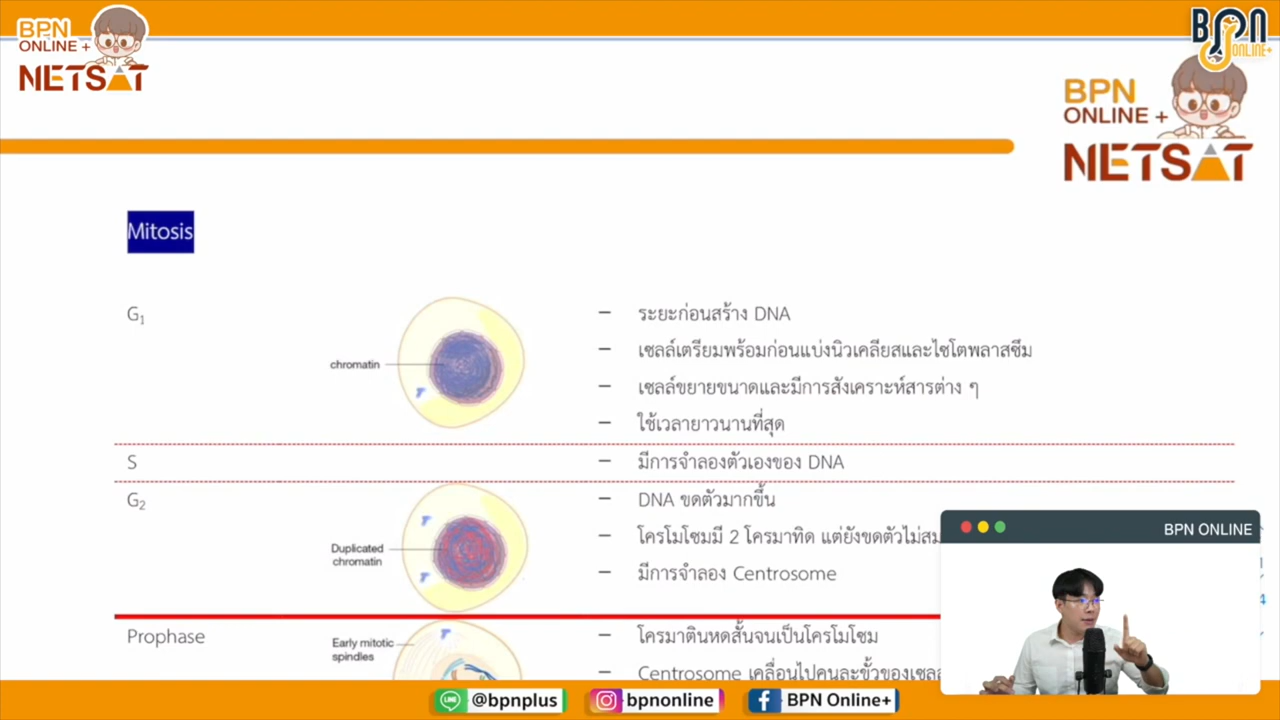 BPN
ONLINE +
NETSAT
BPN
ONLINE+
BPN
ONLINE +
NETSAT
Mitosis
G1
chromatin
– ระยะก่อนสร้าง DNA
– เซลล์เตรียมพร้อมก่อนแบ่งนิวเคลียสและไซโตพลาสซึม
– เซลล์ขยายขนาดและมีการสังเคราะห์สารต่าง ๆ
– ใช้เวลายาวนานที่สุด
S
– มีการจำลองตัวเองของ DNA
G2
Duplicated
chromatin
– DNA ขดตัวมากขึ้น
– โครโมโซมมี 2 โครมาทิด แต่ยังขดตัวไม่สม
– มีการจำลอง Centrosome
Prophase
Early mitotic
spindles
– โครมาตินหดสั้นจนเป็นโครโมโซม
– Centrosome เคลื่อนไปคนละขั้วของเซลล
BPN ONLINE
@bpnplus
bpnonline
BPN Online+